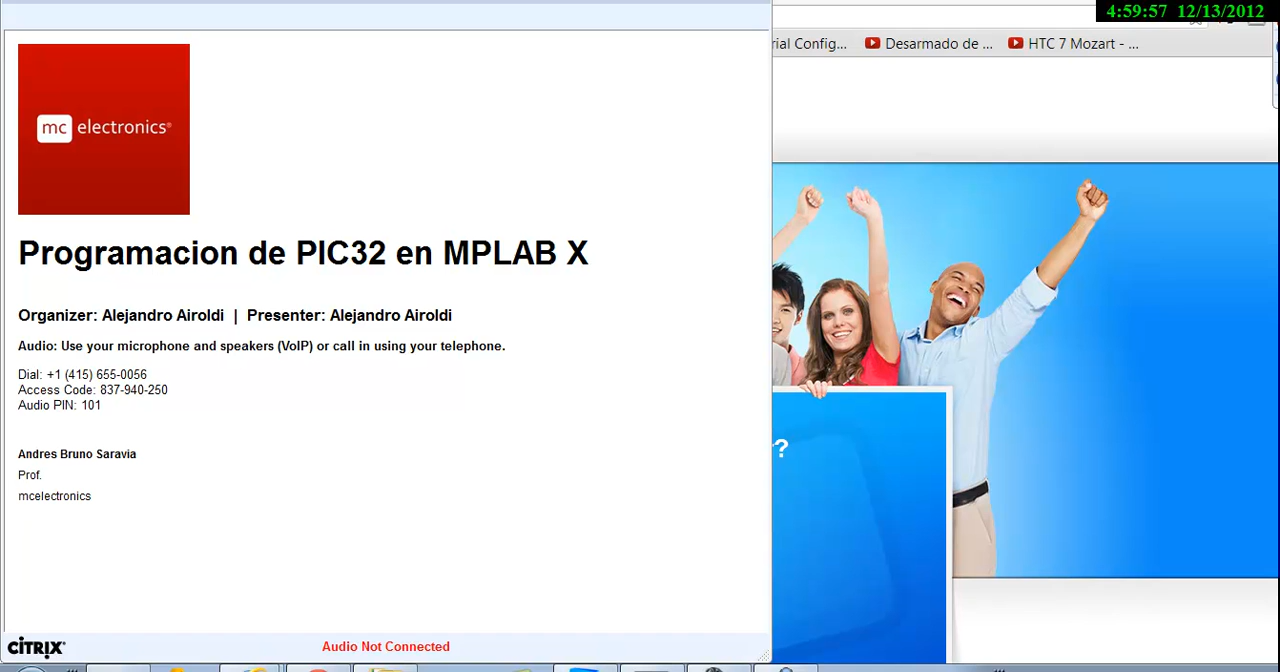 4:59:57 12/13/2012
rial Config...
Desarmado de ...
HTC 7 Mozart - ...
mc electronics®
Programacion de PIC32 en MPLAB X
Organizer: Alejandro Airoldi | Presenter: Alejandro Airoldi
Audio: Use your microphone and speakers (VoIP) or call in using your telephone.
Dial: +1 (415) 655-0056
Access Code: 837-940-250
Audio PIN: 101
?
Andres Bruno Saravia
Prof.
mcelectronics
CİTRIX®
Audio Not Connected